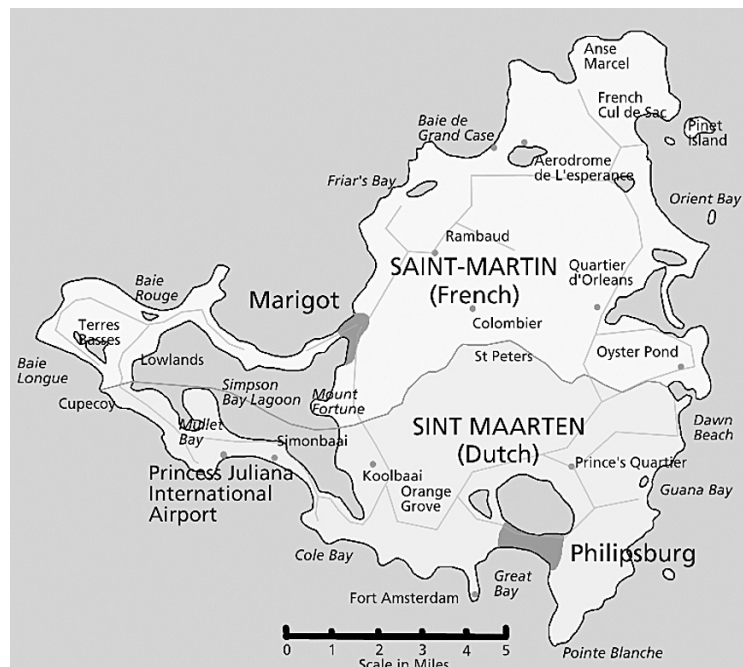 Anse
Marcel
French
Cul de Sac
Baie de
Grand Case
Pinet
Island
Aerodrome
de L'esperance
Friar's Bay
Orient Bay
Rambaud
SAINT-MARTIN
(French)
Quartier
d'Orleans
Baie
Rouge
Marigot
Colombier
Terres
Basses
Lowlands
St Peters
Oyster Pond
Baie
Longue
Simpson
Bay Lagoon
Mount
Fortune
Cupecoy
Mullet
Bay
SINT MAARTEN
(Dutch)
Dawn
Beach
Simonbaai
Princess Juliana
International
Airport
Koolbaai
Prince's Quartier
Orange
Grove
Guana Bay
Cole Bay
Philipsburg
Great
Bay
Fort Amsterdam
Pointe Blanche
0 1 2 3 4 5
Scale in Miles